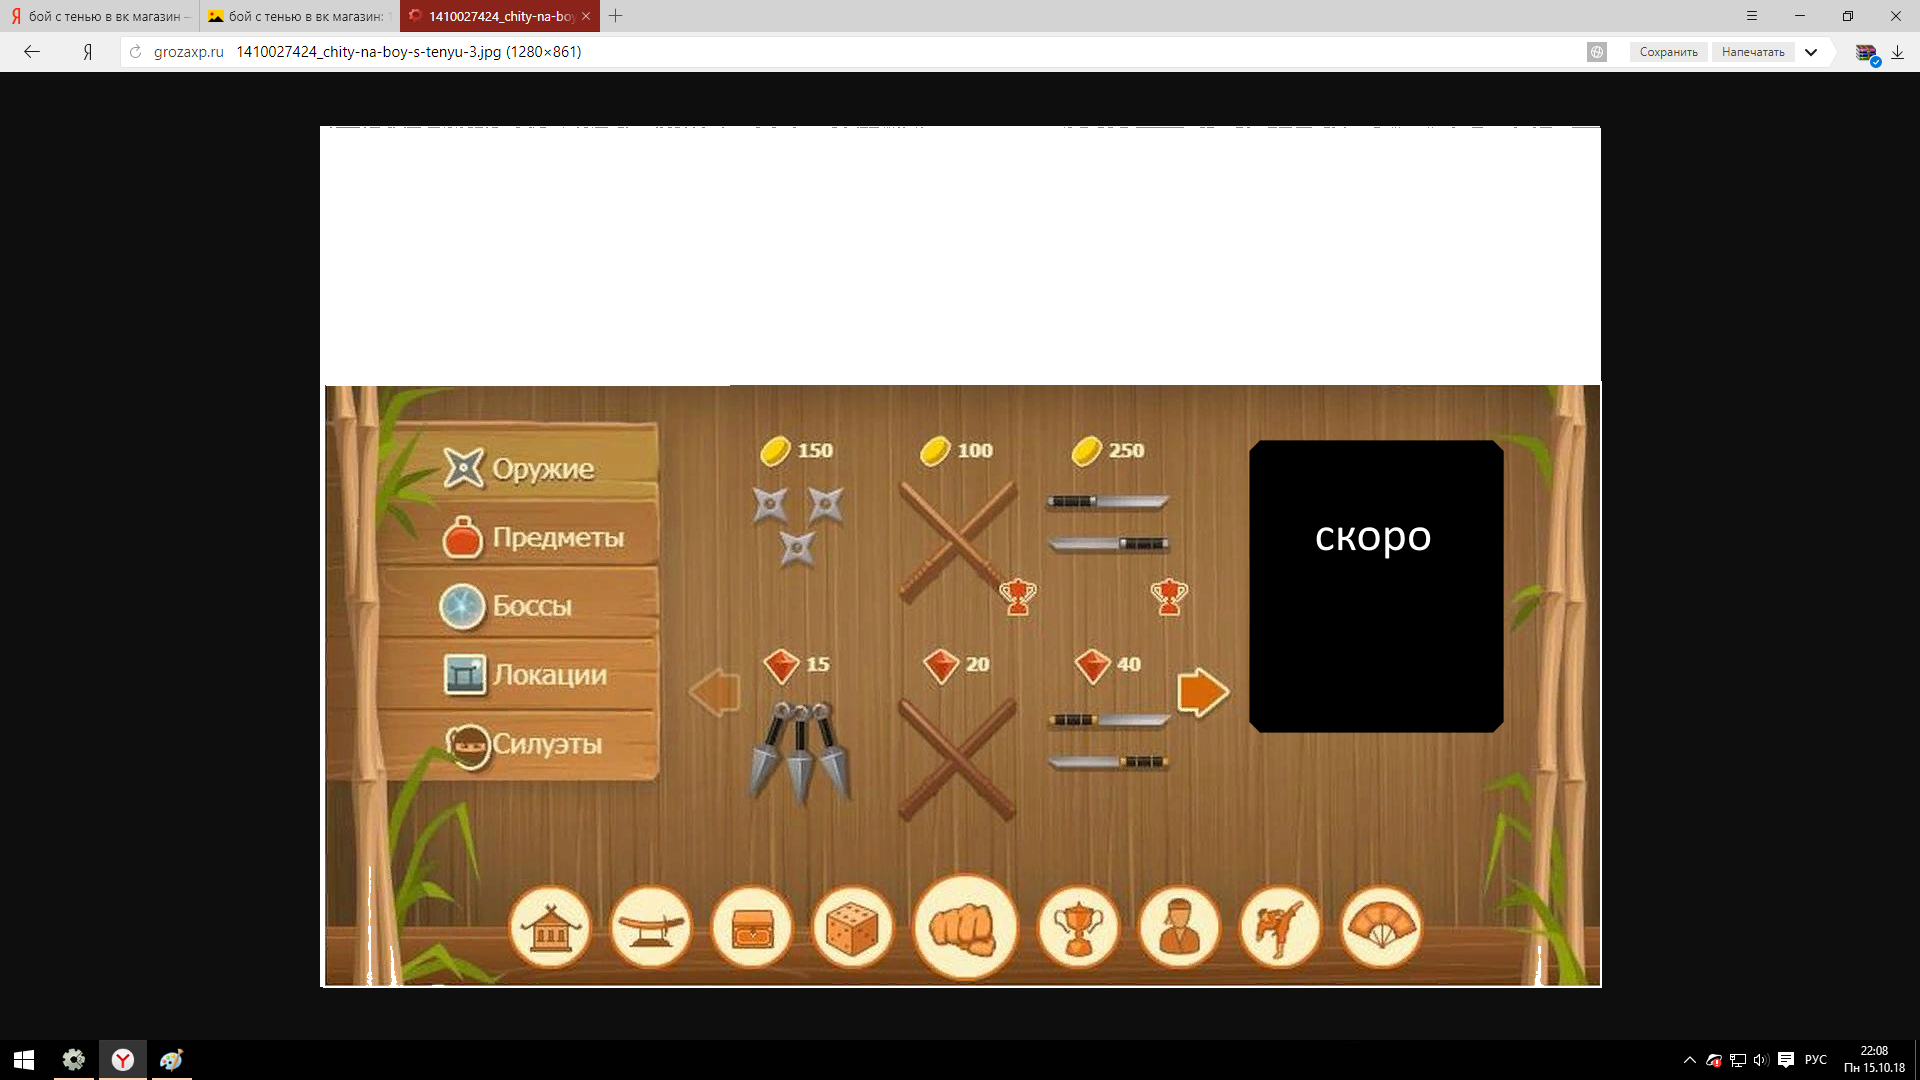 бой с тенью в вк магазин —
бой с тенью в вк магазин:
1410027424_chity-na-boy
Я
grozaxp.ru 1410027424_chity-na-boy-s-tenyu-3.jpg (1280×861)
Сохранить
Напечатать
Оружие
Предметы
Боссы
Локации
Силуэты
150
100
250
15
20
40
скоро
РУС
22:08
Пн 15.10.18